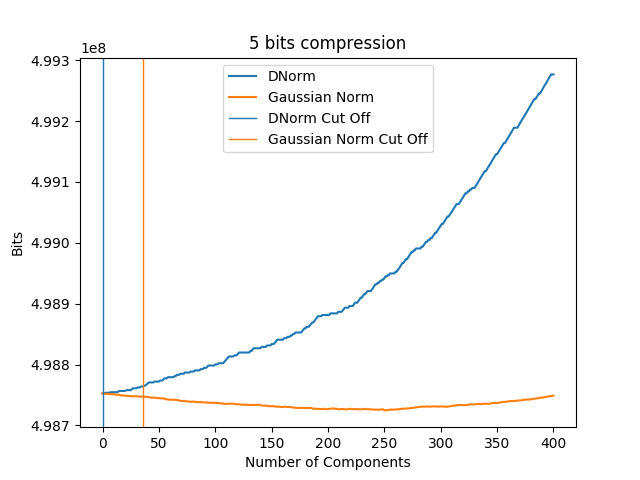 5 bits compression
1e8
4.993
4.992
4.991
4.990
4.989
4.988
4.987
Bits
DNorm
Gaussian Norm
DNorm Cut Off
Gaussian Norm Cut Off
0 50 100 150 200 250 300 350 400
Number of Components